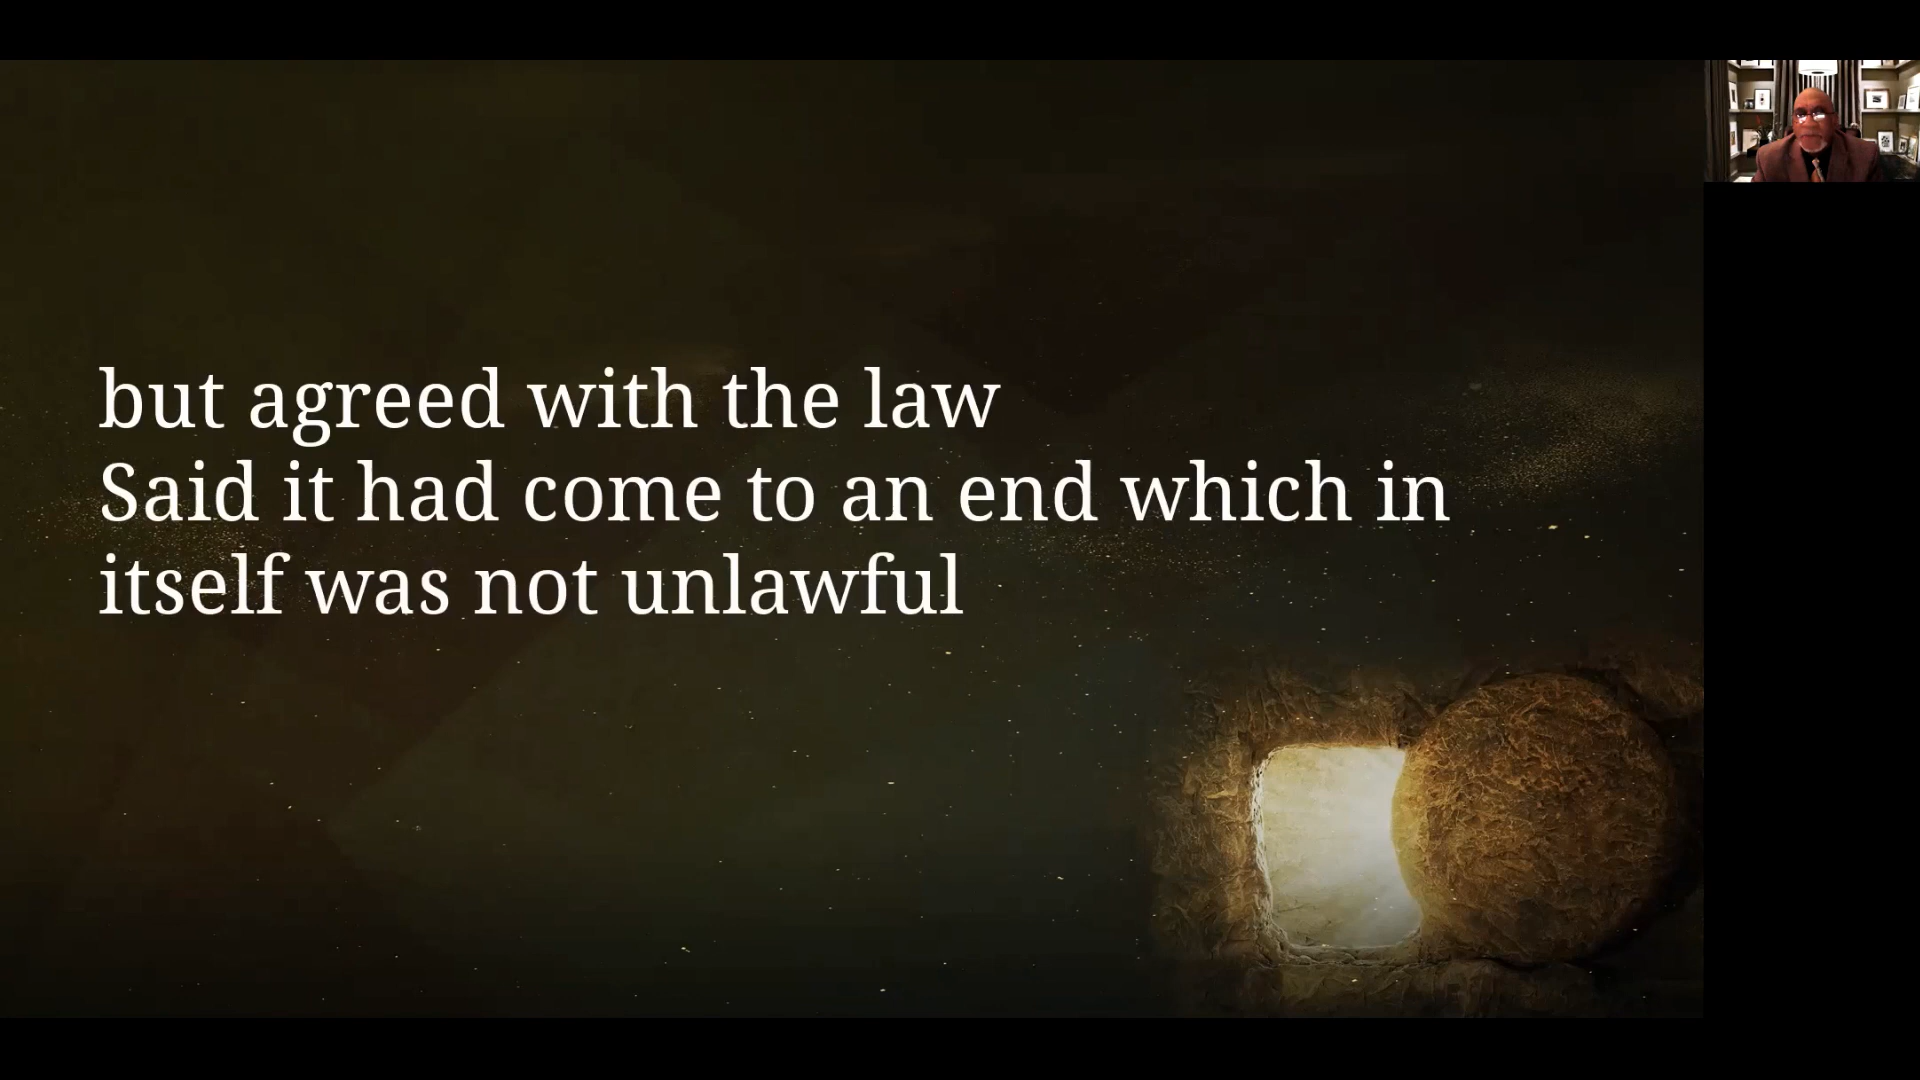 but agreed with the law
Said it had come to an end which in
itself was not unlawful